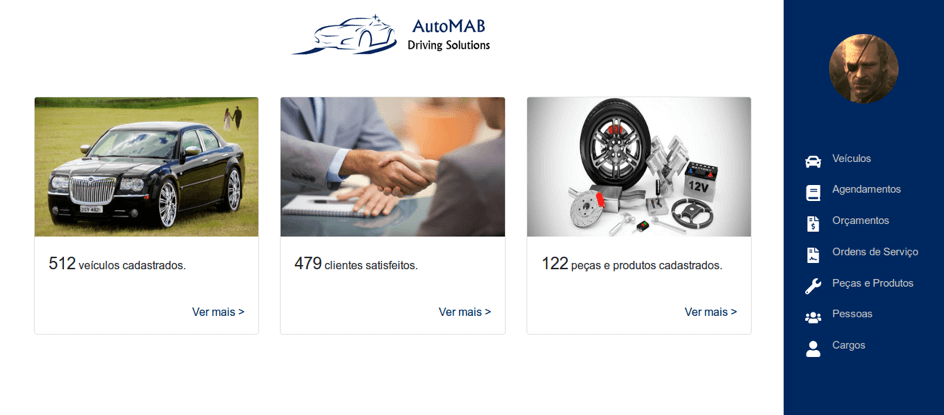 AutoMAB
Driving Solutions
12V
512 veículos cadastrados.
Ver mais >
479 clientes satisfeitos.
Ver mais >
122 peças e produtos cadastrados.
Ver mais >
Veículos
Agendamentos
Orçamentos
Ordens de Serviço
Peças e Produtos
Pessoas
Cargos